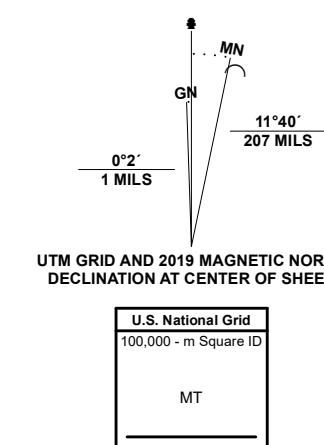 MN
GN
11°40´
207 MILS
0°2´
1 MILS
UTM GRID AND 2019 MAGNETIC NOR
DECLINATION AT CENTER OF SHEE
U.S. National Grid
100,000 - m Square ID
MT